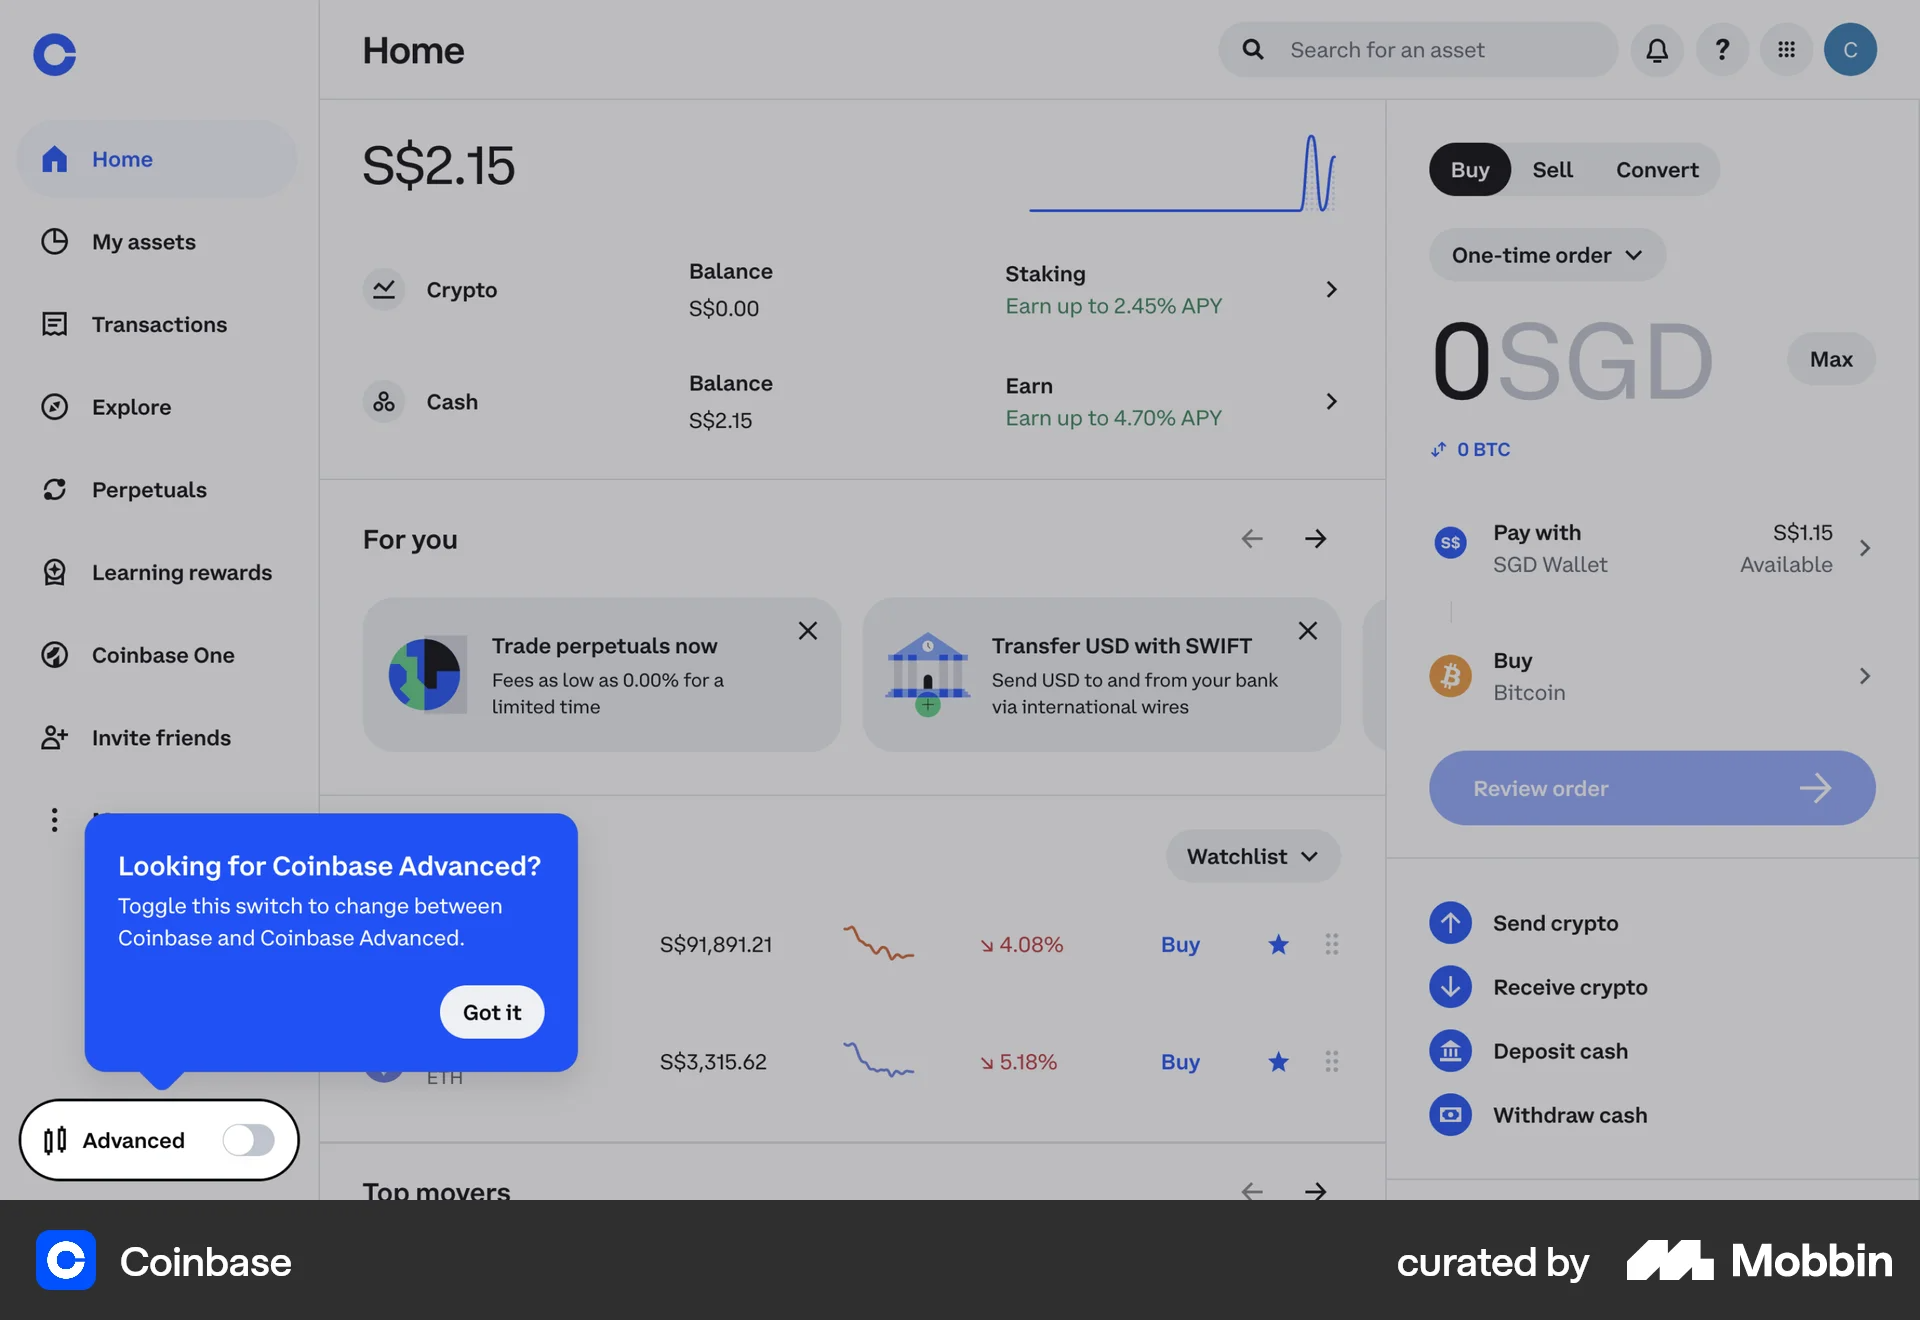 Home
Search for an asset
?
C
Home
My assets
Transactions
Explore
Perpetuals
Learning rewards
Coinbase One
Invite friends
S$2.15
Crypto
Balance
S$0.00
Staking
Earn up to 2.45% APY
Cash
Balance
S$2.15
Earn
Earn up to 4.70% APY
For you
Trade perpetuals now
Fees as low as 0.00% for a
limited time
Transfer USD with SWIFT
Send USD to and from your bank
via international wires
Watchlist
S$91,891.21
4.08%
Buy
ETH
S$3,315.62
5.18%
Buy
Top movers
Looking for Coinbase Advanced?
Toggle this switch to change between
Coinbase and Coinbase Advanced.
Got it
Advanced
Buy
Sell
Convert
One-time order
0SGD
Max
0 BTC
S$
Pay with
SGD Wallet
S$1.15
Available
Buy
Bitcoin
Review order
Send crypto
Receive crypto
Deposit cash
Withdraw cash
Coinbase
curated by
Mobbin